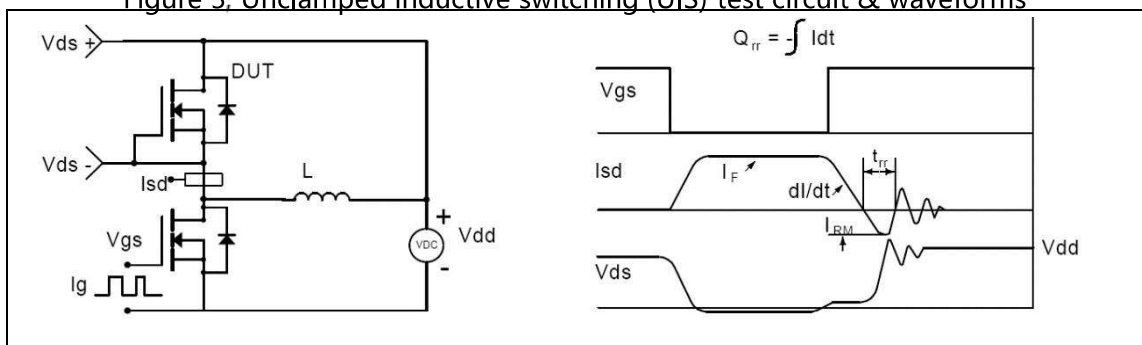 Figure 5, Unclamped inductive switching (UIS) test circuit & waveforms
Vds +
DUT
Vds -
Isd
L
Vgs
Ig
+
VDC
Vdd
-
Qrr = -∫ Idt
Vgs
Isd
IF
dI/dt
trr
IRM
Vdd
Vds